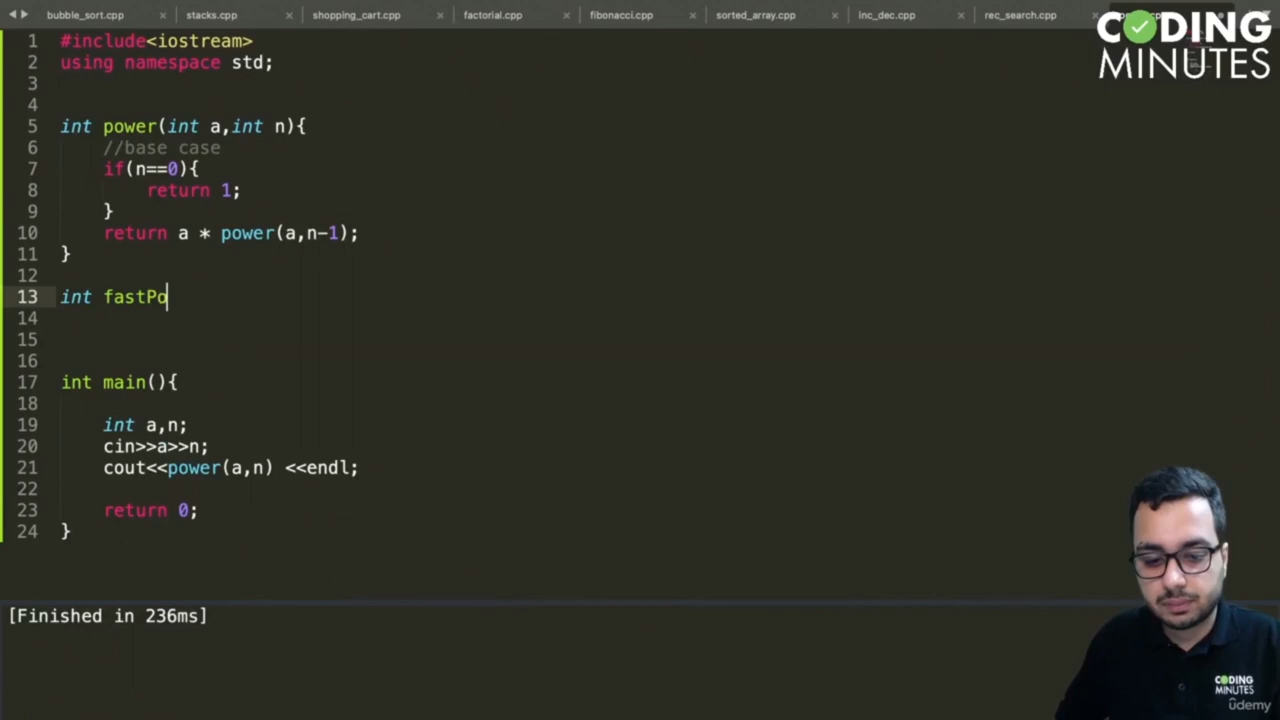 bubble_sort.cpp × stacks.cpp × shopping_cart.cpp × factorial.cpp × fibonacci.cpp × sorted_array.cpp × inc_dec.cpp × rec_search.cpp ×
CODING
MINUTES
1 #include<iostream>
2 using namespace std;
3
4
5 int power(int a,int n){
6 //base case
7 if(n==0){
8 return 1;
9 }
10 return a * power(a,n-1);
11 }
12
13 int fastPo
14
15
16
17 int main(){
18
19 int a,n;
20 cin>>a>>n;
21 cout<<power(a,n) <<endl;
22
23 return 0;
24 }
[Finished in 236ms]
CODING
MINUTES
ûdemy